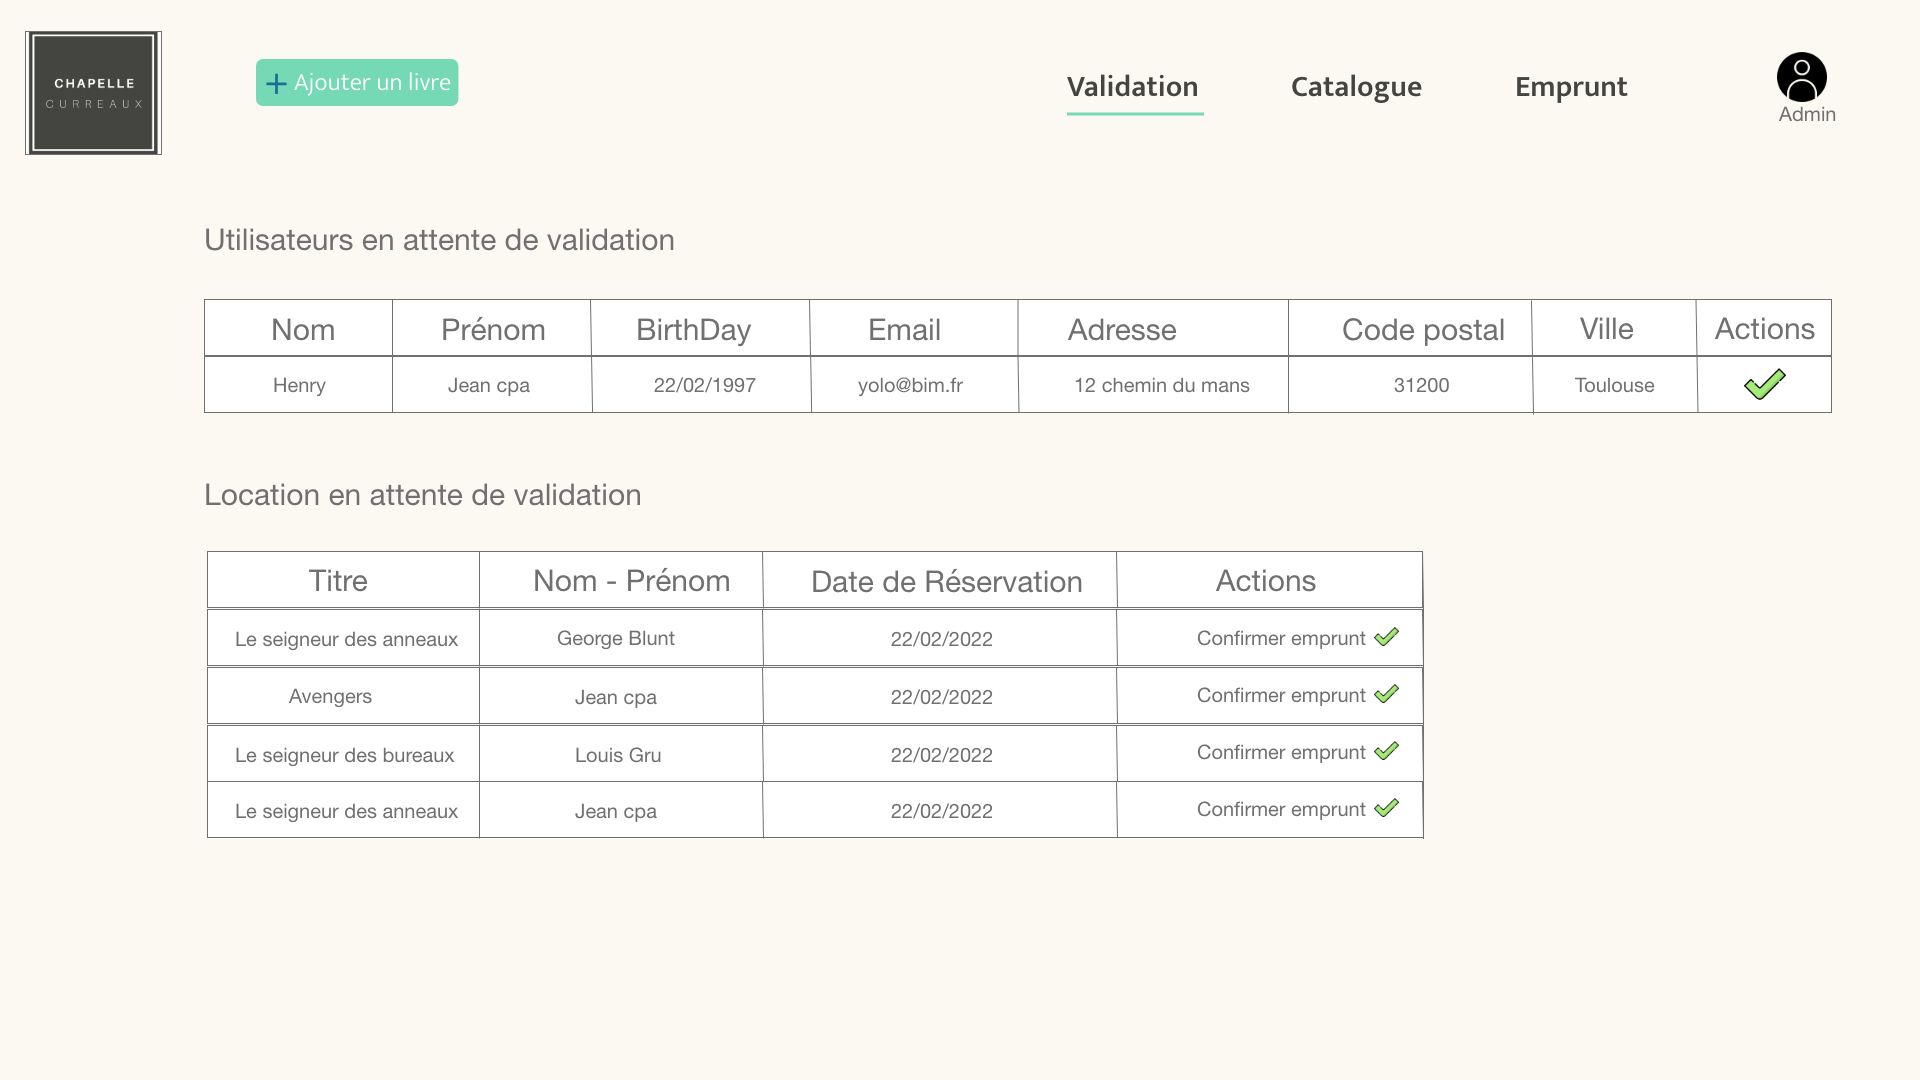 CHAPELLE
CURREAUX
Ajouter un livre
Validation Catalogue Emprunt
Admin
Utilisateurs en attente de validation
Nom Prénom BirthDay Email Adresse Code postal Ville Actions
Henry Jean cpa 22/02/1997 yolo@bim.fr 12 chemin du mans 31200 Toulouse
Location en attente de validation
Titre Nom - Prénom Date de Réservation Actions
Le seigneur des anneaux George Blunt 22/02/2022 Confirmer emprunt
Avengers Jean cpa 22/02/2022 Confirmer emprunt
Le seigneur des bureaux Louis Gru 22/02/2022 Confirmer emprunt
Le seigneur des anneaux Jean cpa 22/02/2022 Confirmer emprunt